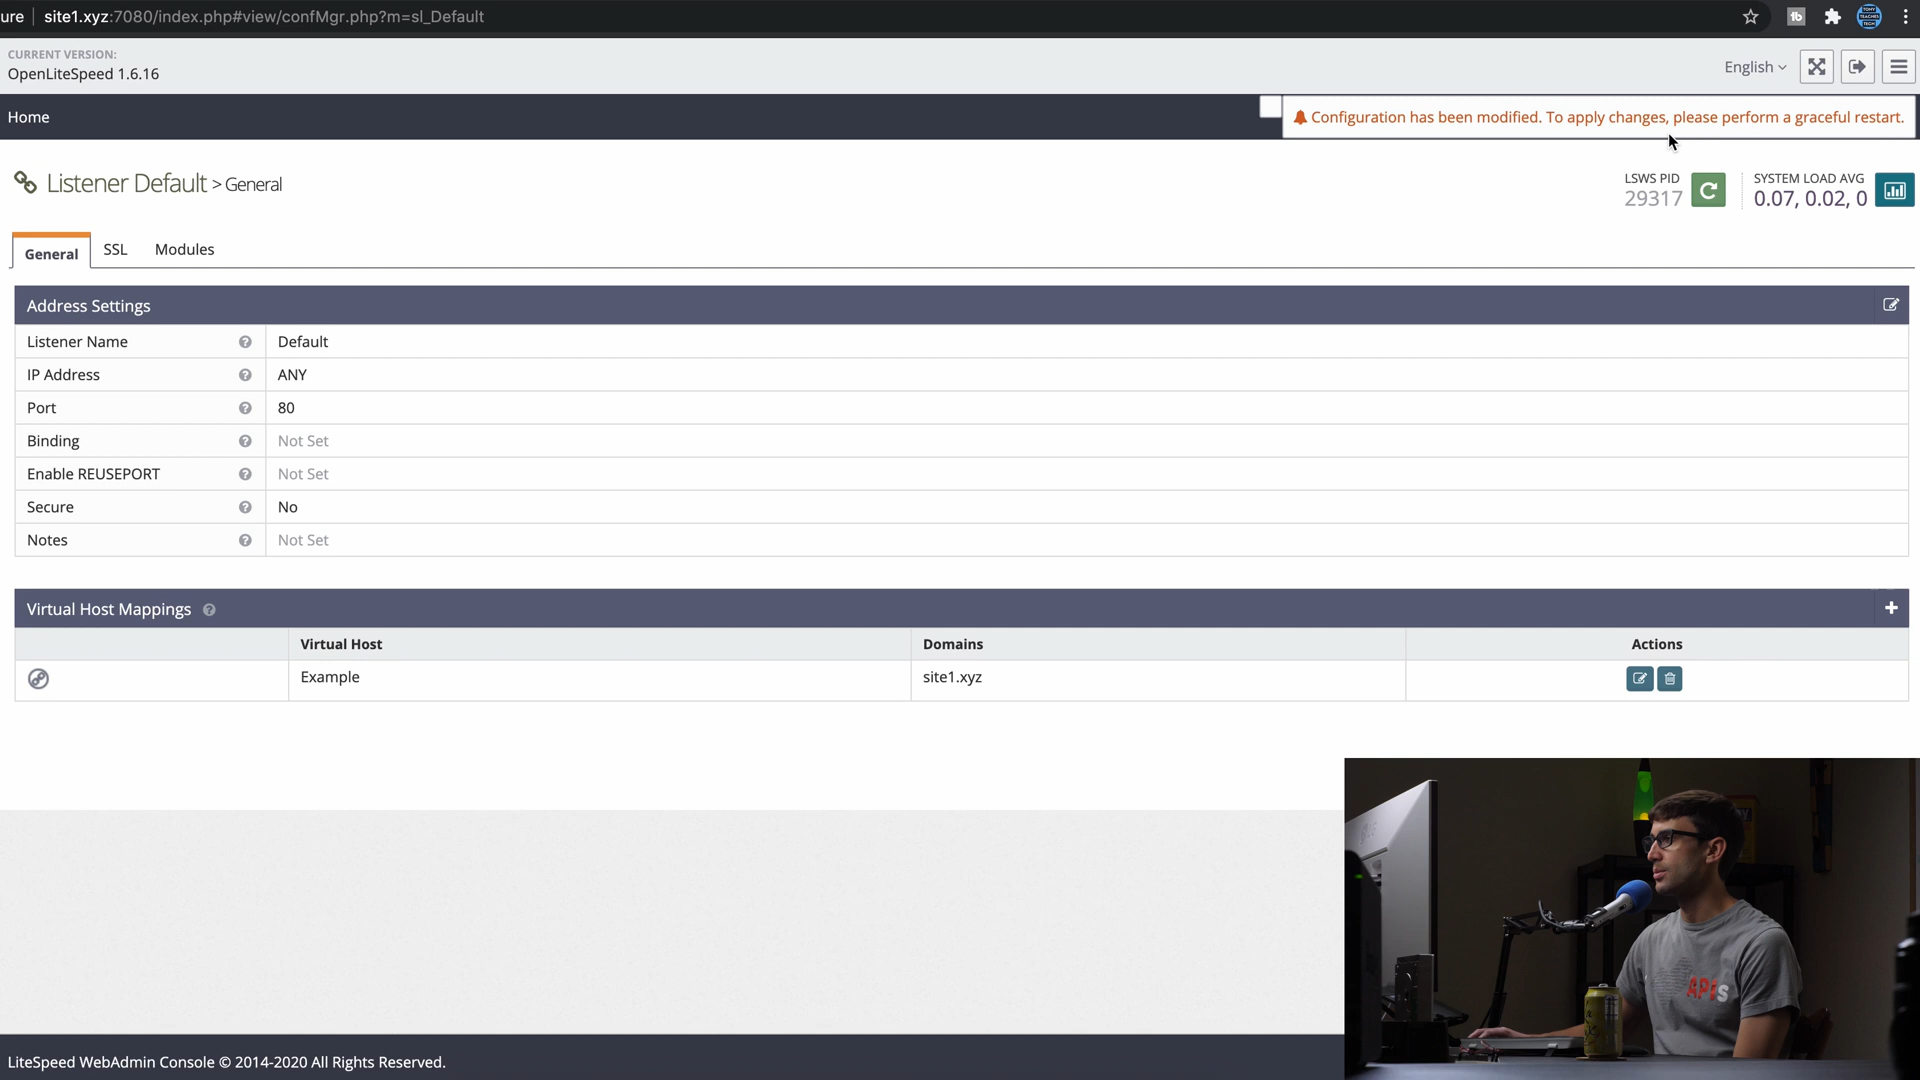 ure site1.xyz:7080/index.php#view/confMgr.php?m=sl_Default
CURRENT VERSION:
OpenLiteSpeed 1.6.16
English
Home
Configuration has been modified. To apply changes, please perform a graceful restart.
Listener Default > General
LSWS PID
29317
SYSTEM LOAD AVG
0.07, 0.02, 0
General SSL Modules
Address Settings
Listener Name Default
IP Address ANY
Port 80
Binding Not Set
Enable REUSEPORT Not Set
Secure No
Notes Not Set
Virtual Host Mappings
Virtual Host Domains Actions
Example site1.xyz
APIs
LiteSpeed WebAdmin Console © 2014-2020 All Rights Reserved.